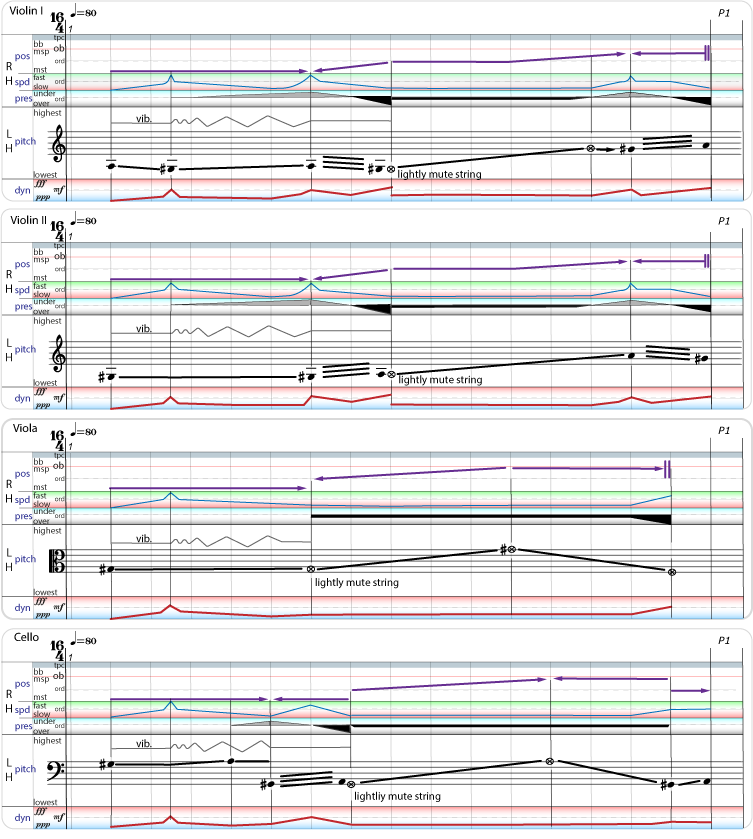 Violin I
16
4
♩=80
P1
1
tpc
bb
ob
msp
pos
ord
mst
R
H
fast
spd
ord
slow
under
pres
ord
over
highest
vib.
L
H
pitch
lowest
lightly mute string
fff
dyn
mf
ppp
Violin II
16
4
♩=80
P1
1
tpc
bb
ob
msp
pos
ord
mst
R
H
fast
spd
ord
slow
under
pres
ord
over
highest
vib.
L
H
pitch
lowest
lightly mute string
fff
dyn
mf
ppp
Viola
16
4
♩=80
P1
1
tpc
bb
ob
msp
pos
ord
mst
R
H
fast
spd
ord
slow
under
pres
ord
over
highest
vib.
L
H
pitch
lightly mute string
lowest
fff
dyn
mf
ppp
Cello
16
4
♩=80
P1
1
tpc
bb
ob
msp
pos
ord
mst
R
H
fast
spd
ord
slow
under
pres
ord
over
highest
vib.
L
H
pitch
lightliy mute string
lowest
fff
dyn
mf
ppp